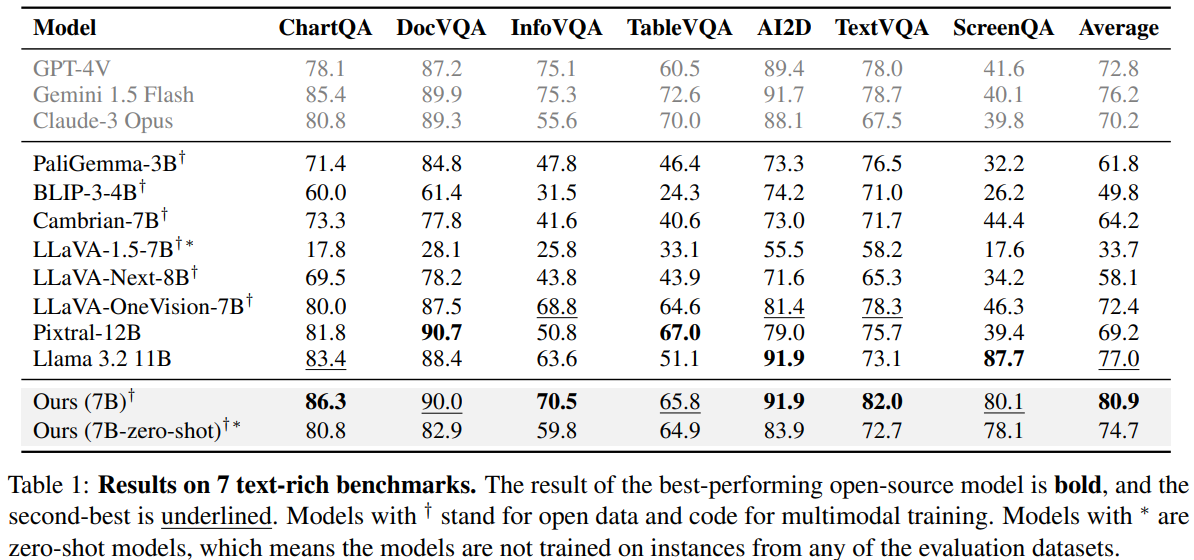 Model ChartQA DocVQA InfoVQA TableVQA AI2D TextVQA ScreenQA Average
GPT-4V 78.1 87.2 75.1 60.5 89.4 78.0 41.6 72.8
Gemini 1.5 Flash 85.4 89.9 75.3 72.6 91.7 78.7 40.1 76.2
Claude-3 Opus 80.8 89.3 55.6 70.0 88.1 67.5 39.8 70.2
PaliGemma-3B† 71.4 84.8 47.8 46.4 73.3 76.5 32.2 61.8
BLIP-3-4B† 60.0 61.4 31.5 24.3 74.2 71.0 26.2 49.8
Cambrian-7B† 73.3 77.8 41.6 40.6 73.0 71.7 44.4 64.2
LLaVA-1.5-7B†* 17.8 28.1 25.8 33.1 55.5 58.2 17.6 33.7
LLaVA-Next-8B† 69.5 78.2 43.8 43.9 71.6 65.3 34.2 58.1
LLaVA-OneVision-7B† 80.0 87.5 68.8 64.6 81.4 78.3 46.3 72.4
Pixtral-12B 81.8 90.7 50.8 67.0 79.0 75.7 39.4 69.2
Llama 3.2 11B 83.4 88.4 63.6 51.1 91.9 73.1 87.7 77.0
Ours (7B)† 86.3 90.0 70.5 65.8 91.9 82.0 80.1 80.9
Ours (7B-zero-shot)†* 80.8 82.9 59.8 64.9 83.9 72.7 78.1 74.7
Table 1: Results on 7 text-rich benchmarks. The result of the best-performing open-source model is bold, and the
second-best is underlined. Models with † stand for open data and code for multimodal training. Models with * are
zero-shot models, which means the models are not trained on instances from any of the evaluation datasets.